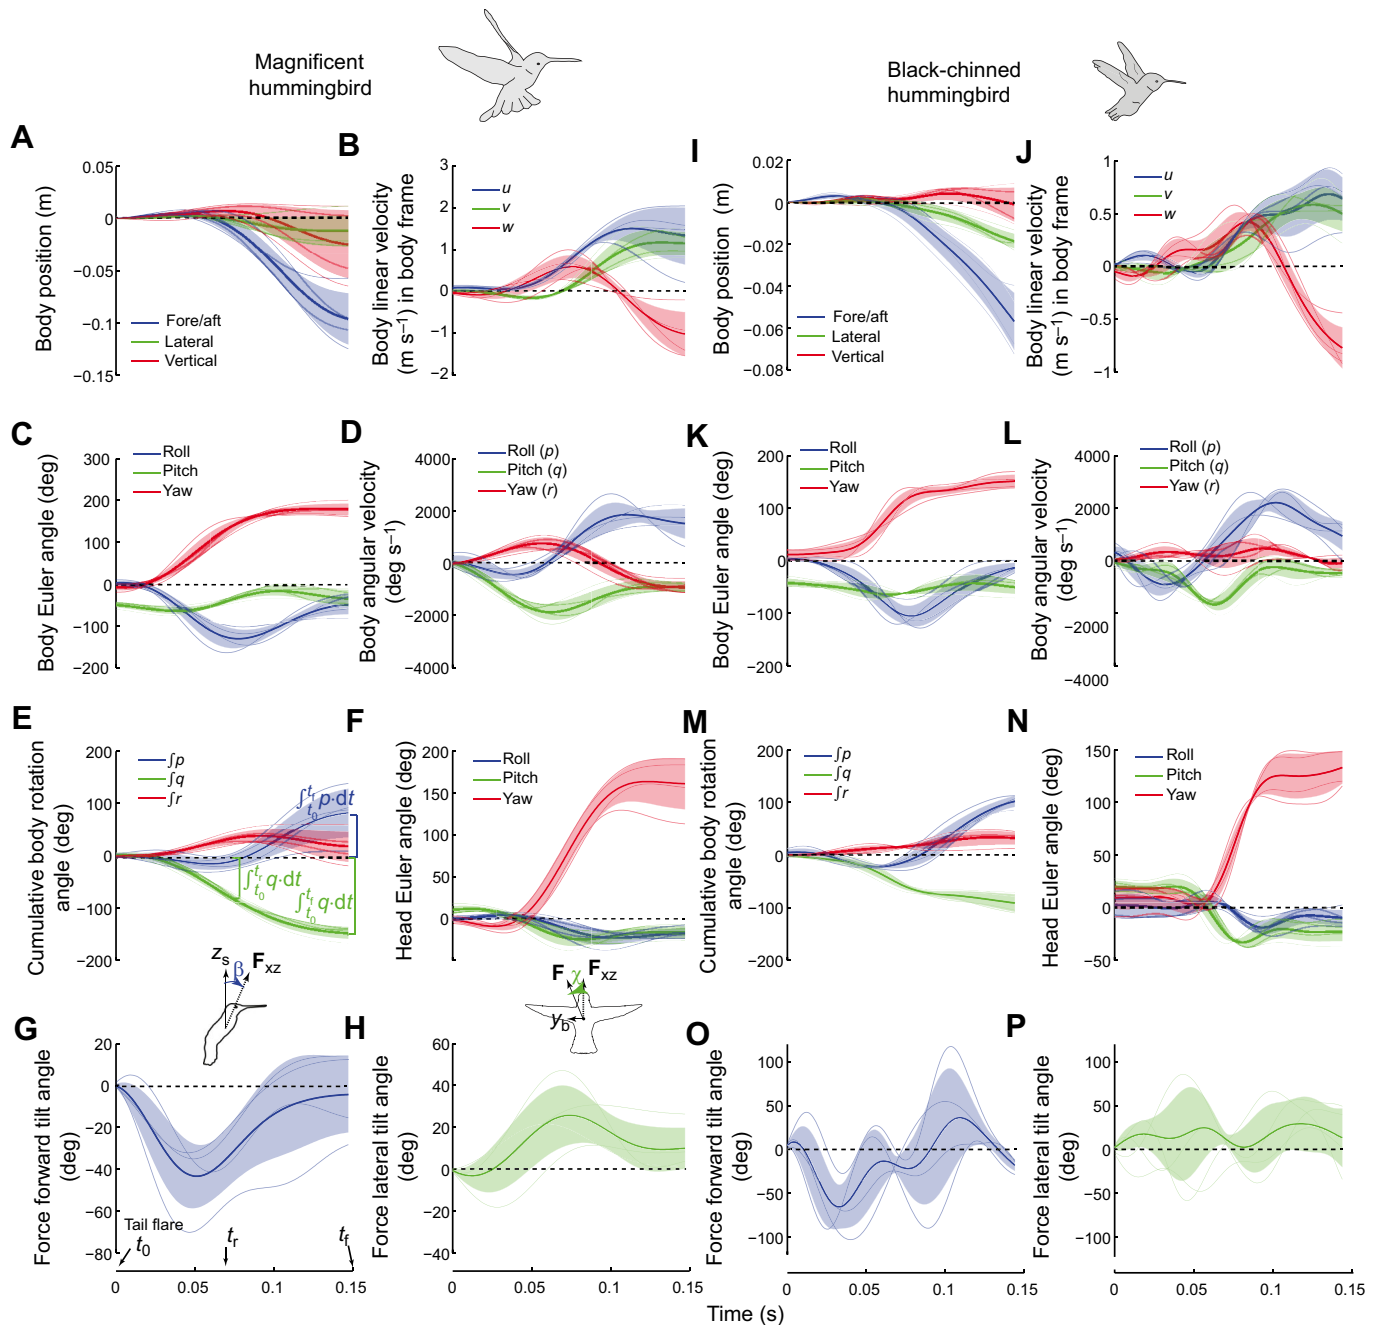 Magnificent
hummingbird
Black-chinned
hummingbird
A
Body position (m)
0.05
0
−0.05
−0.1
−0.15
Fore/aft
Lateral
Vertical
B
Body linear velocity
(m s−1) in body frame
3
2
1
0
−1
−2
u
v
w
I
Body position (m)
0.02
0
−0.02
−0.04
−0.06
−0.08
Fore/aft
Lateral
Vertical
J
Body linear velocity
(m s−1) in body frame
1
0.5
0
−0.5
−1
u
v
w
C
Body Euler angle (deg)
300
200
100
0
−100
−200
Roll
Pitch
Yaw
D
Body angular velocity
(deg s−1)
4000
2000
0
−2000
−4000
Roll (p)
Pitch (q)
Yaw (r)
K
Body Euler angle (deg)
200
100
0
−100
−200
Roll
Pitch
Yaw
L
Body angular velocity
(deg s−1)
4000
2000
0
−2000
−4000
Roll (p)
Pitch (q)
Yaw (r)
E
Cumulative body rotation
angle (deg)
200
100
0
−100
−200
∫p
∫q
∫r
∫t0tf p·dt
∫t0tr q·dt
∫t0tf q·dt
F
Head Euler angle (deg)
200
150
100
50
0
−50
Roll
Pitch
Yaw
M
Cumulative body rotation
angle (deg)
200
100
0
−100
−200
∫p
∫q
∫r
N
Head Euler angle (deg)
150
100
50
0
−50
Roll
Pitch
Yaw
zs
β
Fxz
F
χ
Fxz
yb
G
Force forward tilt angle
(deg)
20
0
−20
−40
−60
−80
Tail flare
t0
tr
tf
0
0.05
0.1
0.15
H
Force lateral tilt angle
(deg)
60
40
20
0
−20
−40
0
0.05
0.1
0.15
O
Force forward tilt angle
(deg)
100
50
0
−50
−100
0
0.05
0.1
0.15
P
Force lateral tilt angle
(deg)
100
50
0
−50
−100
0
0.05
0.1
0.15
Time (s)